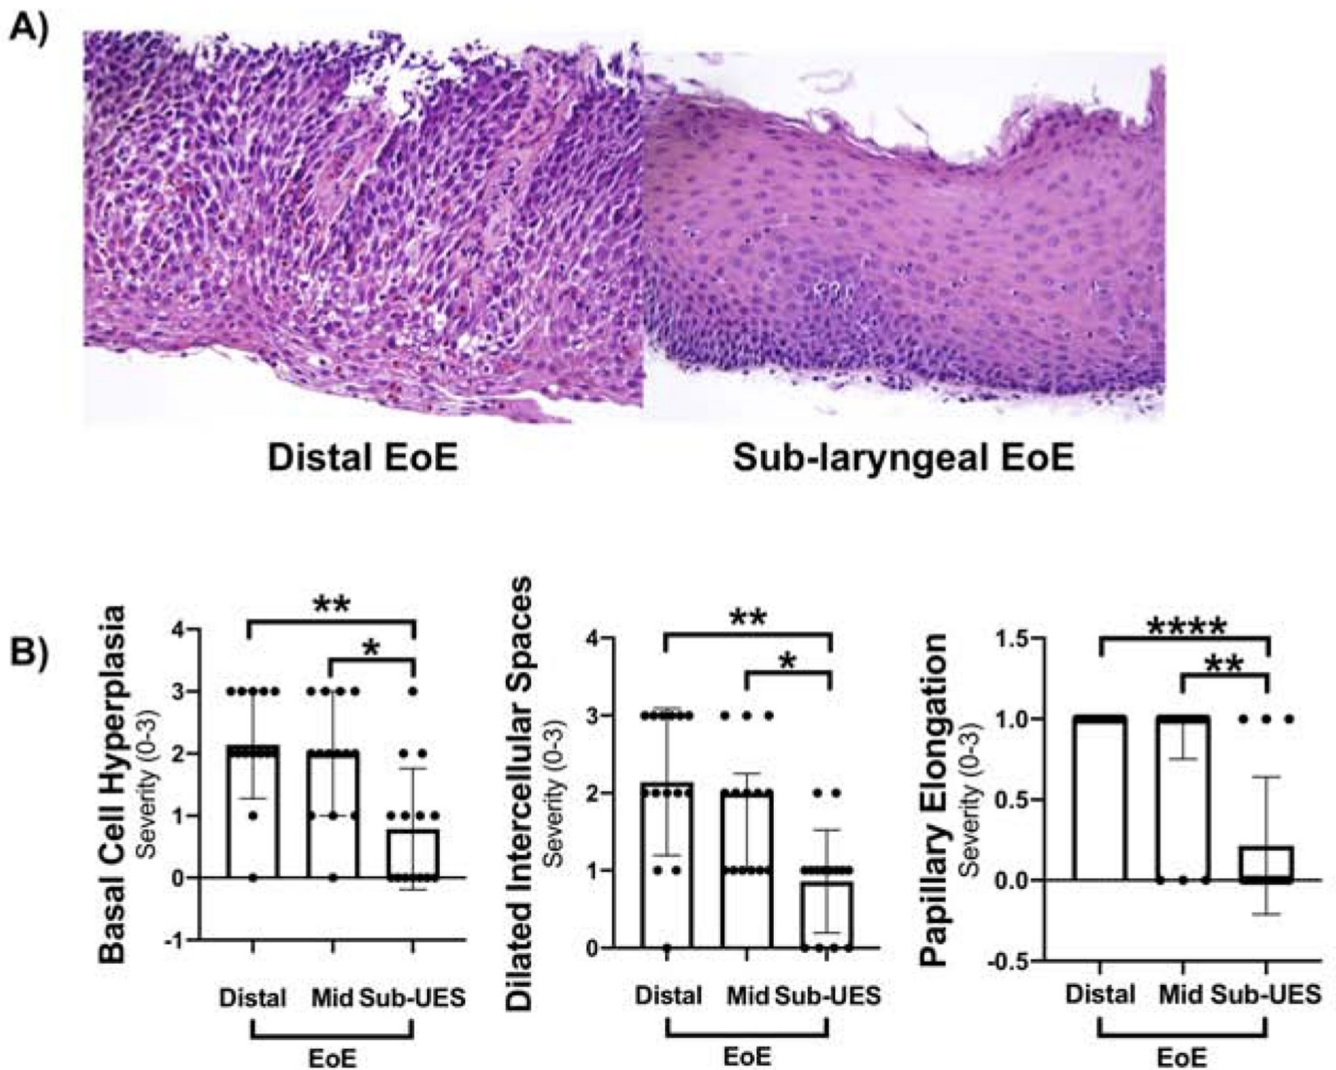 A)
Distal EoE
Sub-laryngeal EoE
B)
Basal Cell Hyperplasia
Severity (0-3)
4
3
2
1
0
-1
**
*
Distal
Mid
Sub-UES
EoE
Dilated Intercellular Spaces
Severity (0-3)
4
3
2
1
0
**
*
Distal
Mid
Sub-UES
EoE
Papillary Elongation
Severity (0-3)
1.5
1.0
0.5
0.0
-0.5
****
**
Distal
Mid
Sub-UES
EoE